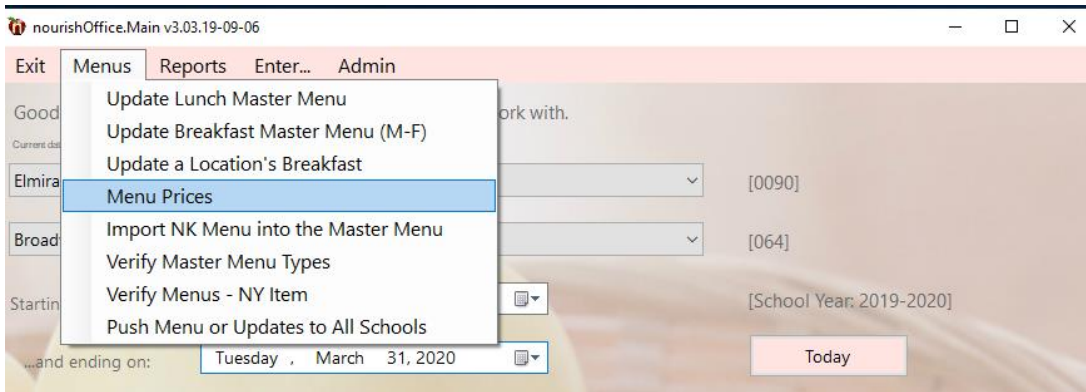 nourishOffice.Main v3.03.19-09-06
Exit Menus Reports Enter... Admin
Update Lunch Master Menu
Good ork with.
Update Breakfast Master Menu (M-F)
Current dat
Update a Location's Breakfast
Elmira [0090]
Menu Prices
Import NK Menu into the Master Menu
Broad [064]
Verify Master Menu Types
Verify Menus - NY Item
Startin [School Year: 2019-2020]
Push Menu or Updates to All Schools
...and ending on: Tuesday , March 31, 2020 Today